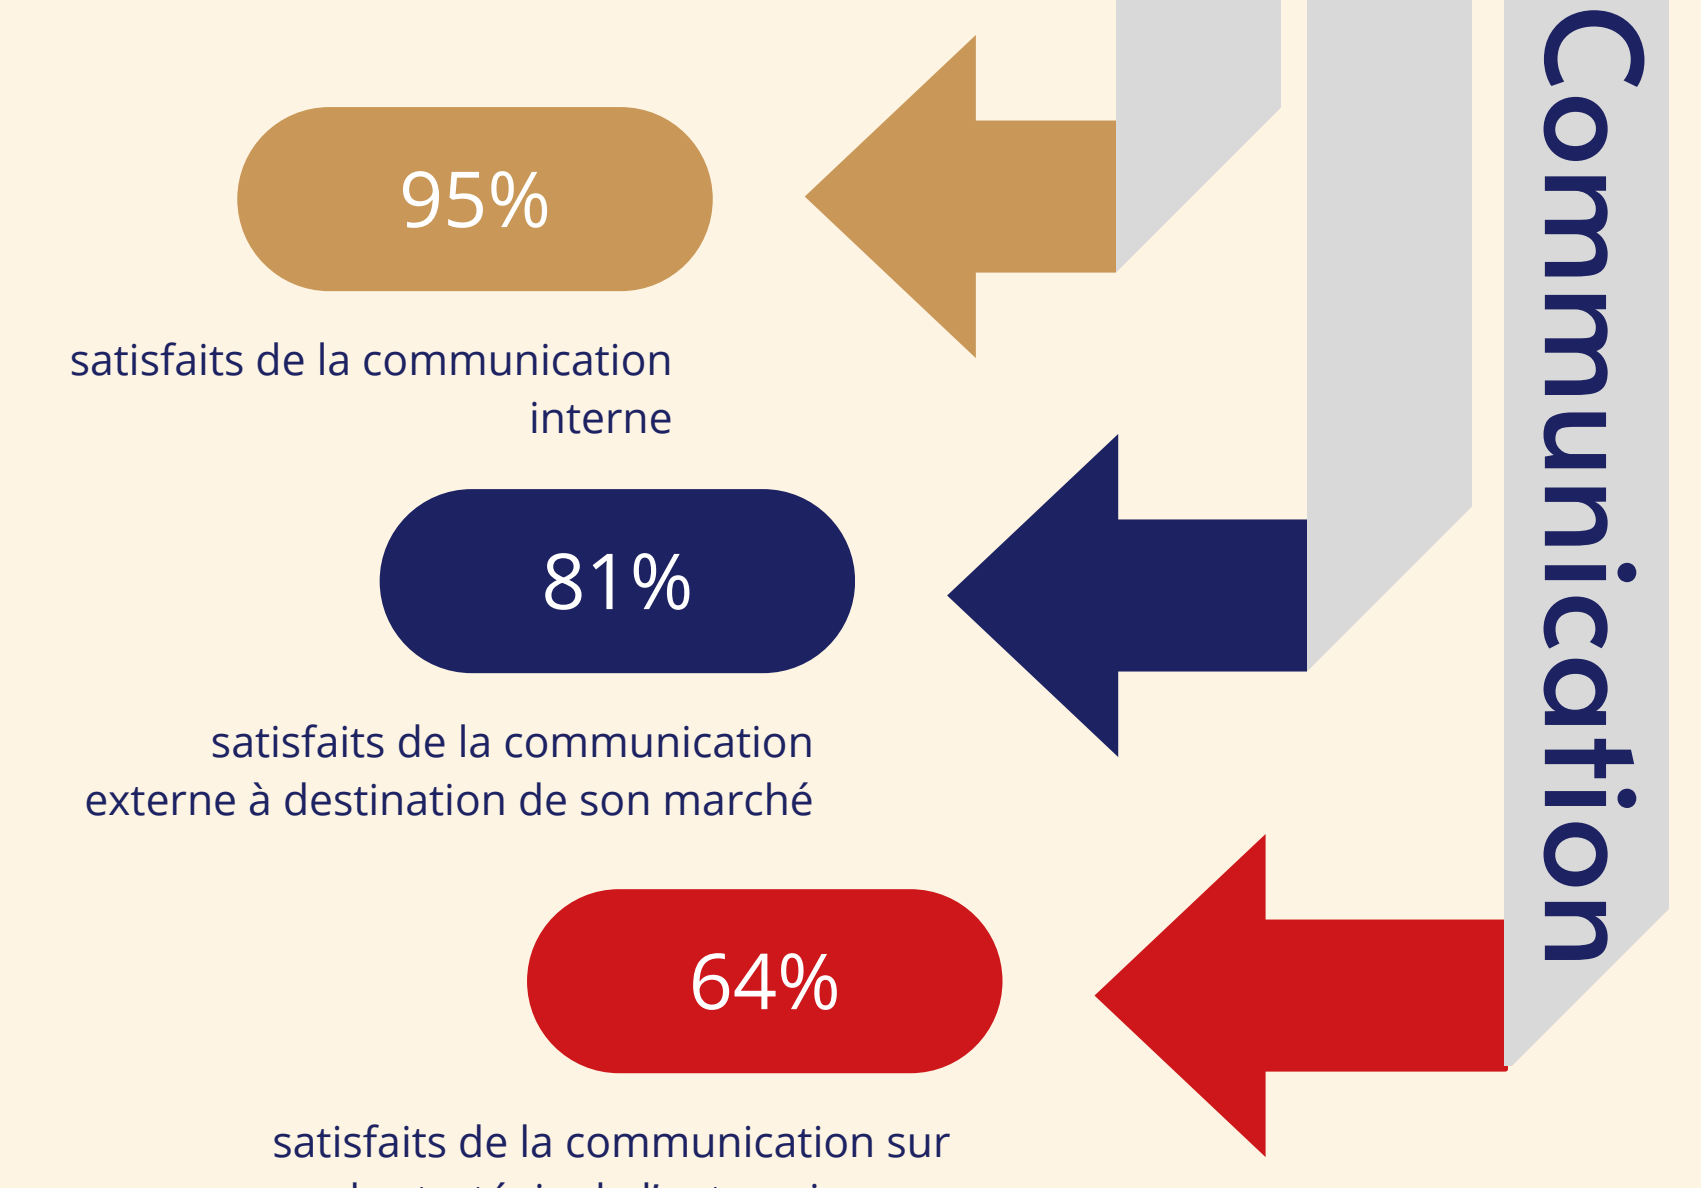 Communication
95%
satisfaits de la communication
interne
81%
satisfaits de la communication
externe à destination de son marché
64%
satisfaits de la communication sur